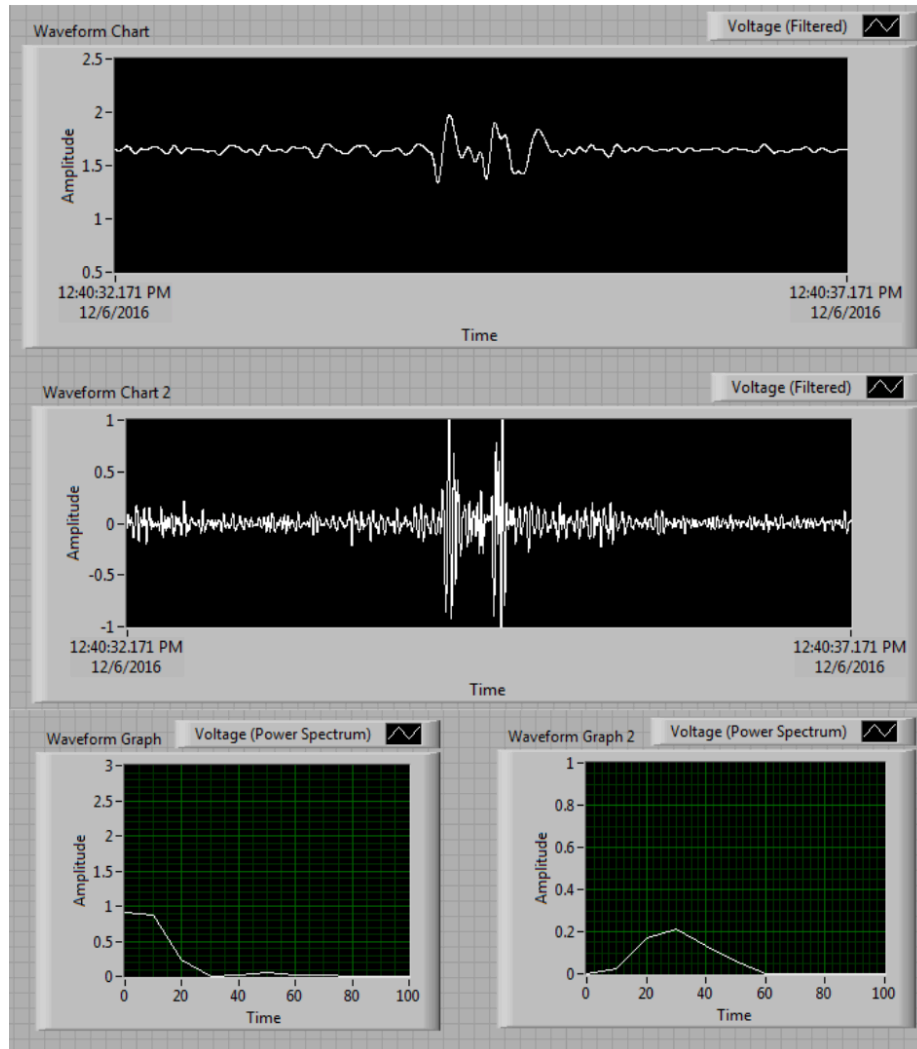 Waveform Chart
Voltage (Filtered)
2.5
2
1.5
1
0.5
Amplitude
12:40:32.171 PM
12/6/2016
12:40:37.171 PM
12/6/2016
Time
Waveform Chart 2
Voltage (Filtered)
1
0.5
0
-0.5
-1
Amplitude
12:40:32.171 PM
12/6/2016
12:40:37.171 PM
12/6/2016
Time
Waveform Graph
Voltage (Power Spectrum)
3
2.5
2
1.5
1
0.5
0
Amplitude
0 20 40 60 80 100
Time
Waveform Graph 2
Voltage (Power Spectrum)
1
0.8
0.6
0.4
0.2
0
Amplitude
0 20 40 60 80 100
Time